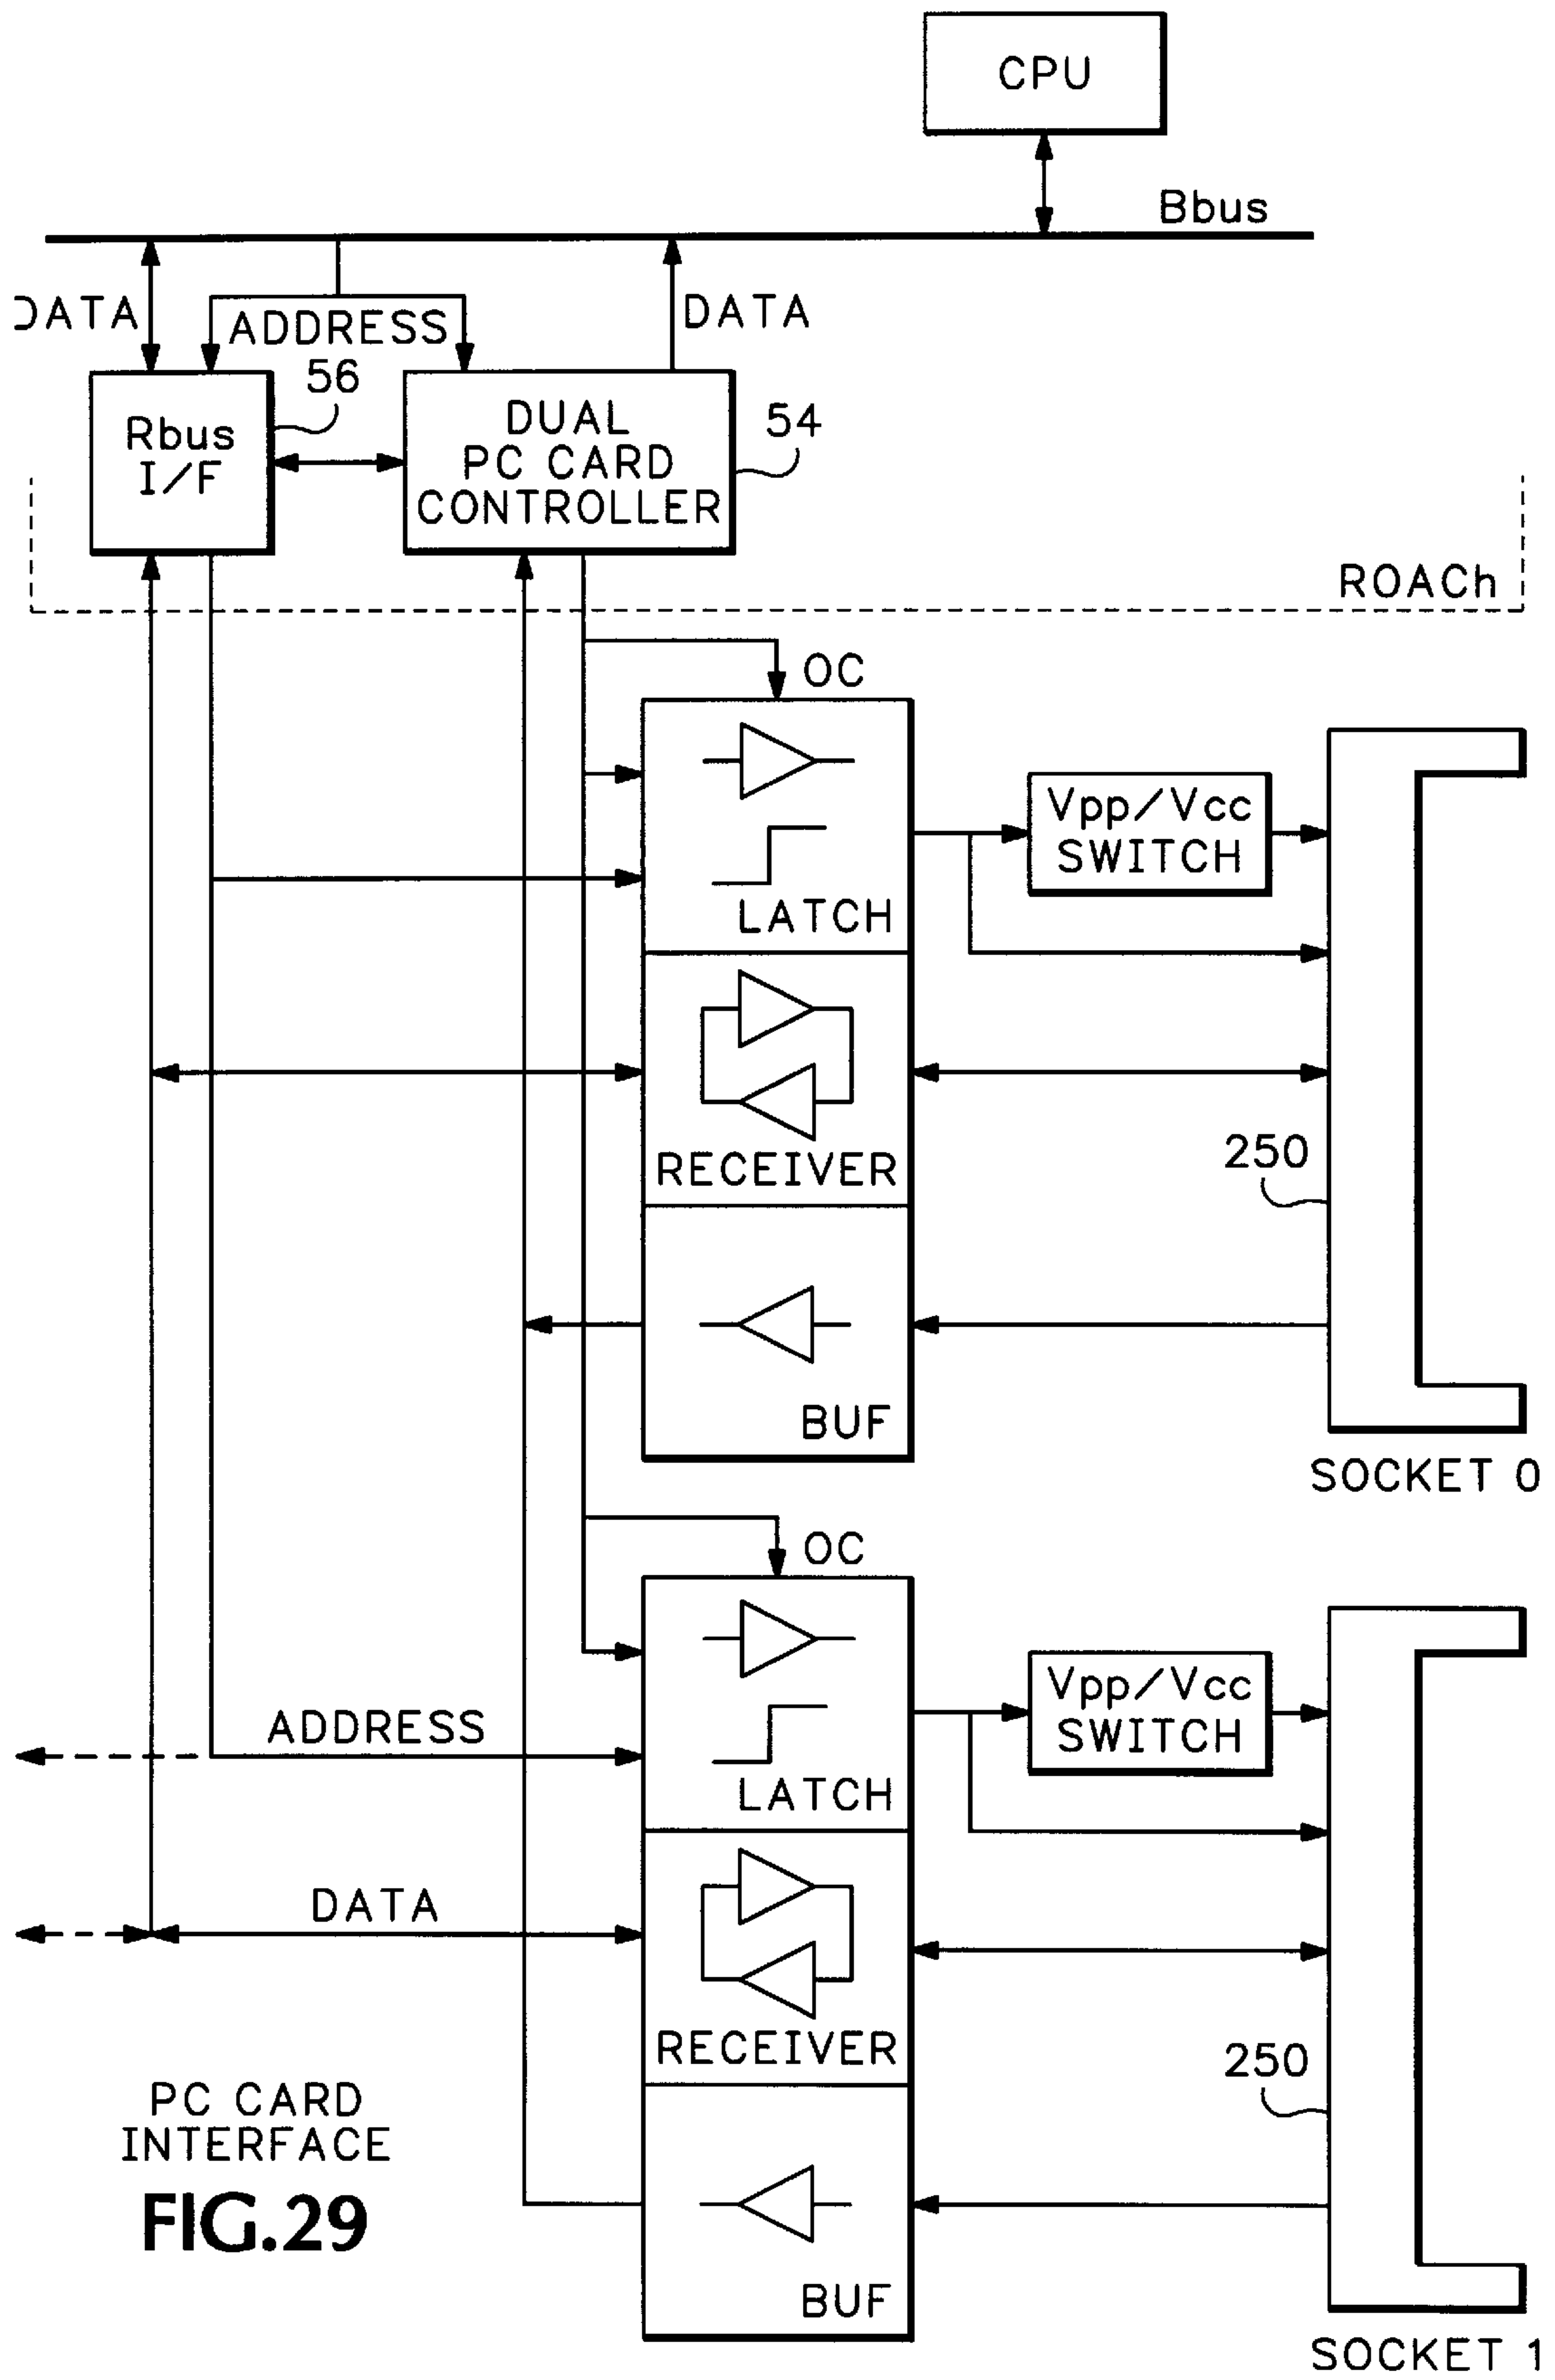 CPU
Bbus
DATA
ADDRESS
DATA
56
Rbus
I/F
DUAL
PC CARD
CONTROLLER
54
ROACh
OC
Vpp/Vcc
SWITCH
LATCH
RECEIVER
250
BUF
SOCKET 0
OC
Vpp/Vcc
SWITCH
ADDRESS
LATCH
DATA
RECEIVER
250
PC CARD
INTERFACE
FIG.29
BUF
SOCKET 1